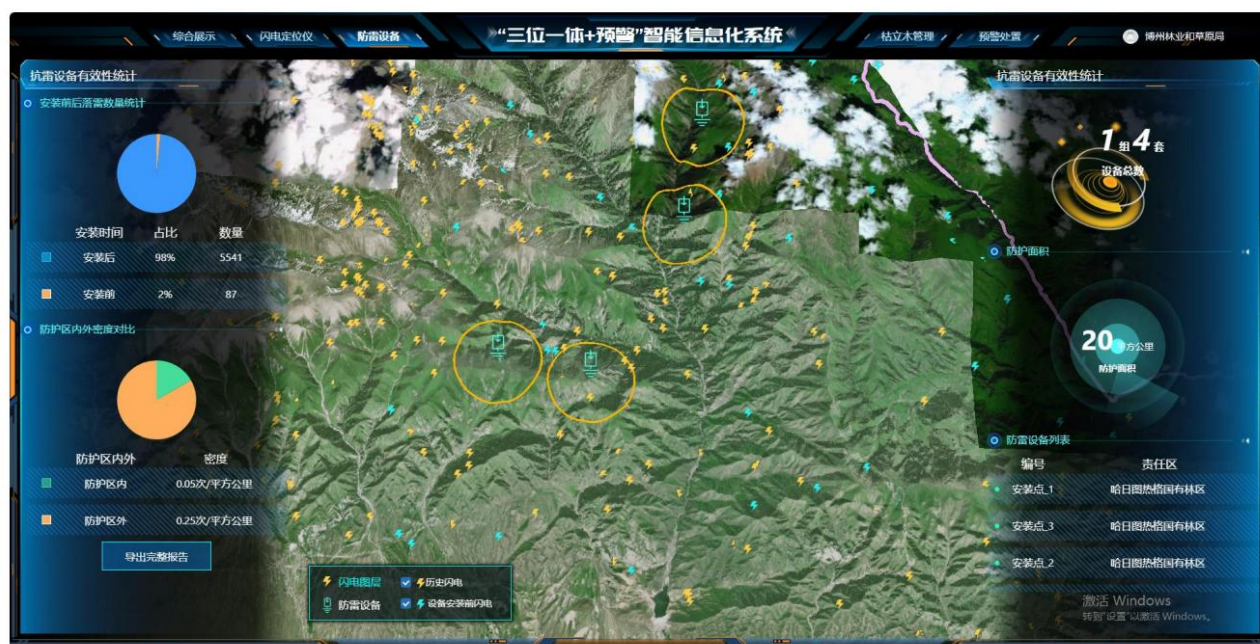 综合展示
闪电定位仪
防雷设备
“三位一体+预警”智能信息化系统
枯立木管理
预警处置
博州林业和草原局
抗雷设备有效性统计
安装前后落雷数量统计
安装时间 占比 数量
安装后 98% 5541
安装前 2% 87
防护区内外密度对比
防护区内外 密度
防护区内 0.05次/平方公里
防护区外 0.25次/平方公里
导出完整报告
闪电图层 历史闪电
防雷设备 设备安装前闪电
抗雷设备有效性统计
1组4套
设备总数
防护面积
20平方公里
防护面积
防雷设备列表
编号 责任区
安装点_1 哈日图热格国有林区
安装点_3 哈日图热格国有林区
安装点_2 哈日图热格国有林区
激活 Windows
转到“设置”以激活 Windows。